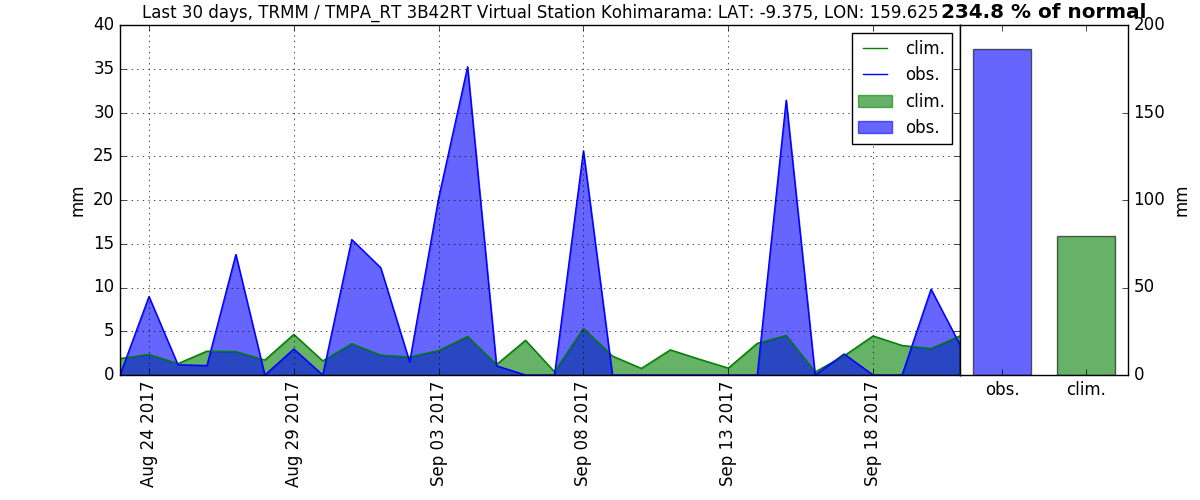 Last 30 days, TRMM / TMPA_RT 3B42RT Virtual Station Kohimarama: LAT: -9.375, LON: 159.625
234.8 % of normal
40
35
30
25
20
15
10
5
0
mm
clim.
obs.
clim.
obs.
Aug 24 2017
Aug 29 2017
Sep 03 2017
Sep 08 2017
Sep 13 2017
Sep 18 2017
200
150
100
50
0
mm
obs.
clim.